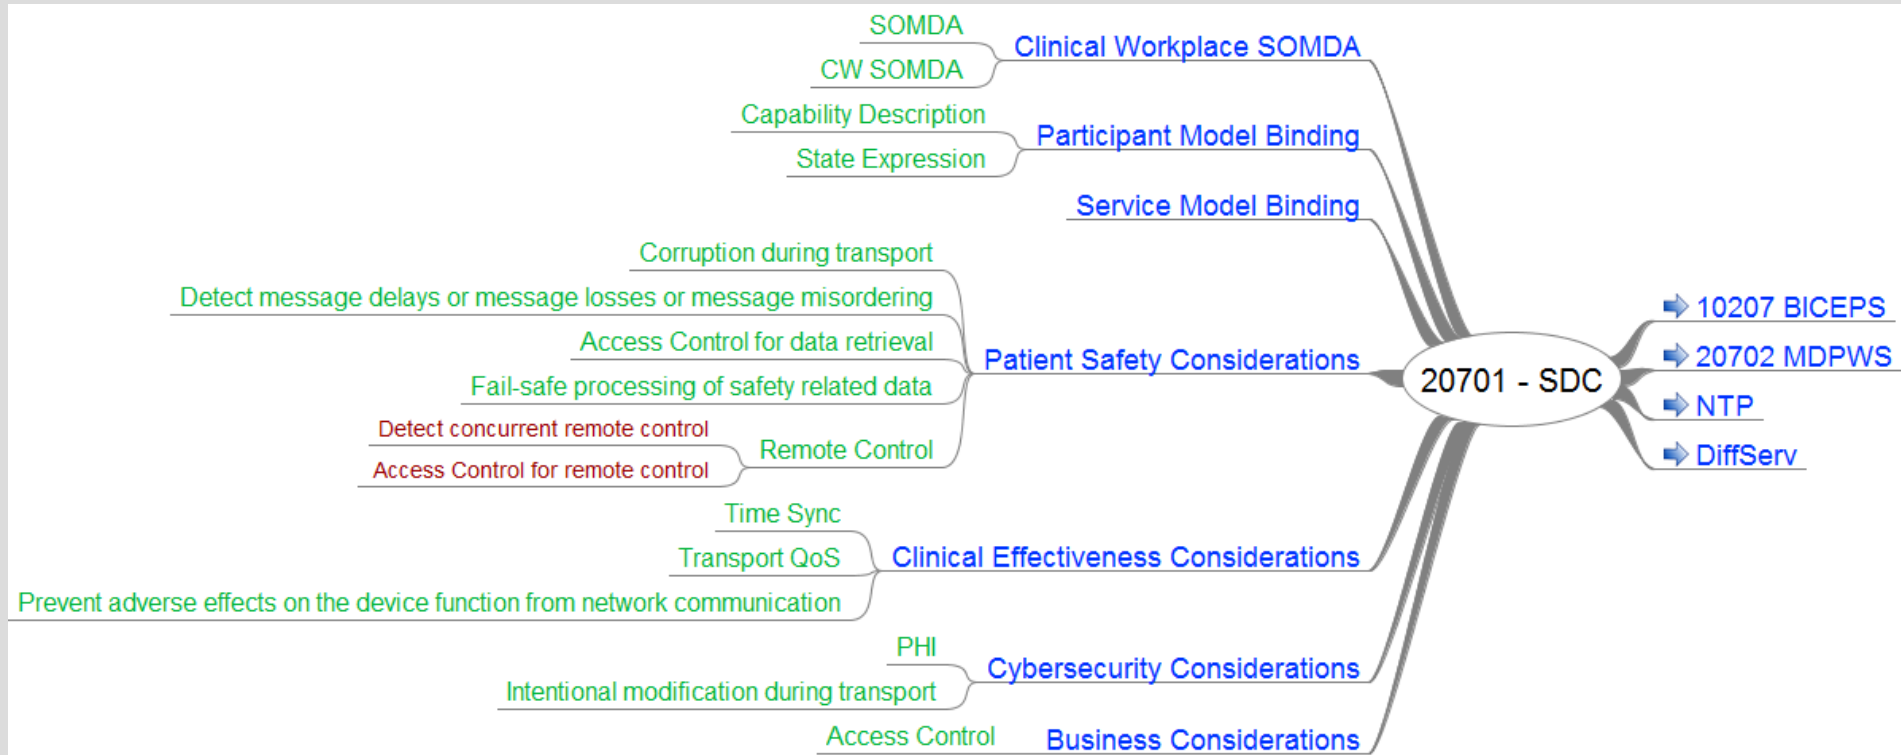 SOMDA
Clinical Workplace SOMDA
CW SOMDA
Capability Description
Participant Model Binding
State Expression
Service Model Binding
Corruption during transport
Detect message delays or message losses or message misordering
Access Control for data retrieval
Patient Safety Considerations
Fail-safe processing of safety related data
Detect concurrent remote control
Remote Control
Access Control for remote control
Time Sync
Transport QoS
Clinical Effectiveness Considerations
Prevent adverse effects on the device function from network communication
PHI
Cybersecurity Considerations
Intentional modification during transport
Access Control
Business Considerations
20701 - SDC
10207 BICEPS
20702 MDPWS
NTP
DiffServ